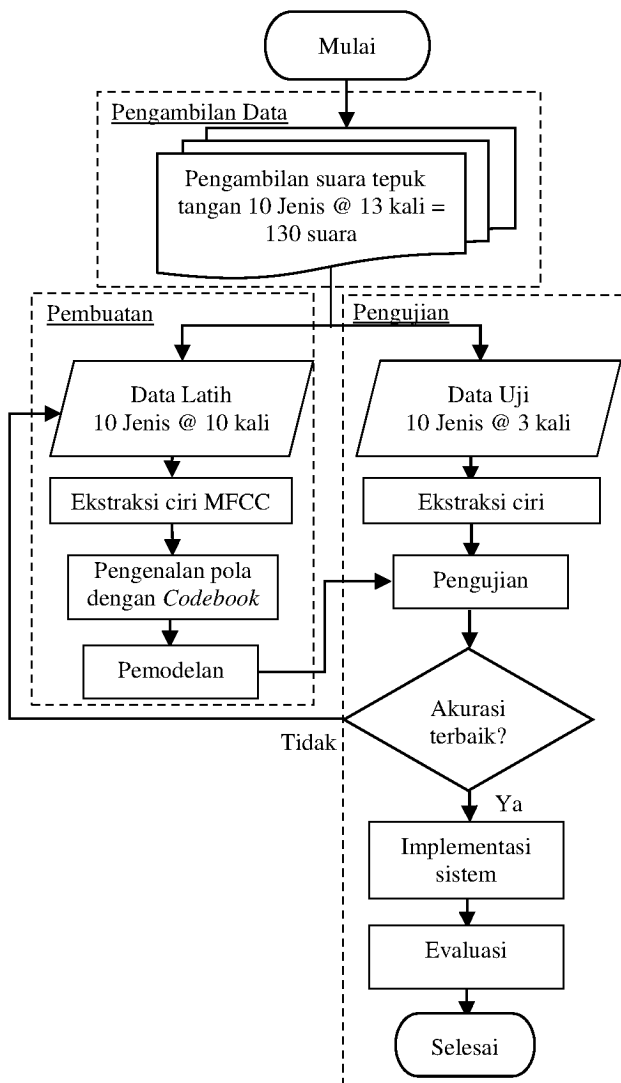 Mulai
Pengambilan Data
Pengambilan suara tepuk
tangan 10 Jenis @ 13 kali =
130 suara
Pembuatan
Pengujian
Data Latih
10 Jenis @ 10 kali
Data Uji
10 Jenis @ 3 kali
Ekstraksi ciri MFCC
Ekstraksi ciri
Pengenalan pola
dengan Codebook
Pengujian
Pemodelan
Akurasi
terbaik?
Tidak
Ya
Implementasi
sistem
Evaluasi
Selesai